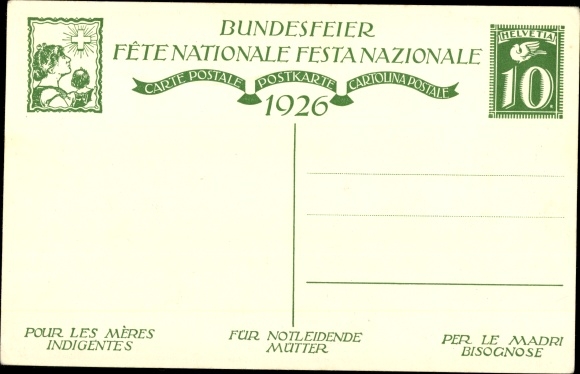 BUNDESFEIER
FÊTE NATIONALE FESTA NAZIONALE
CARTE POSTALE POSTKARTE CARTOLINA POSTALE
1926
HELVETIA
10
POUR LES MÈRES
INDIGENTES
FÜR NOTLEIDENDE
MÜTTER
PER LE MADRI
BISOGNOSE